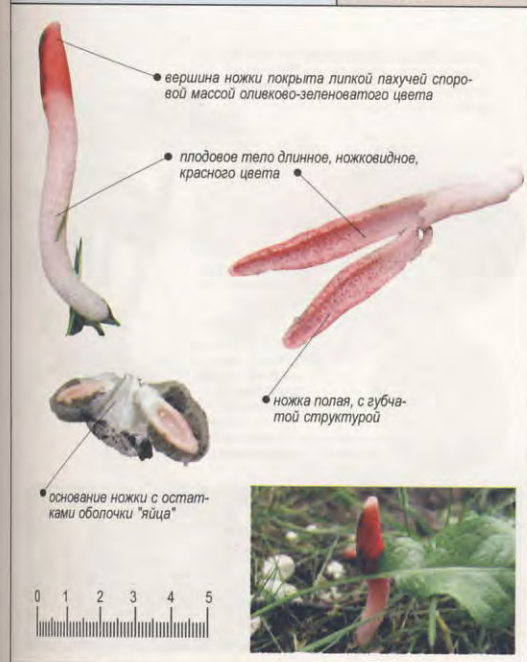 вершина ножки покрыта липкой пахучей споро-
вой массой оливково-зеленоватого цвета
плодовое тело длинное, ножковидное,
красного цвета
ножка полая, с губча-
той структурой
основание ножки с остат-
ками оболочки "яйца"
0 1 2 3 4 5